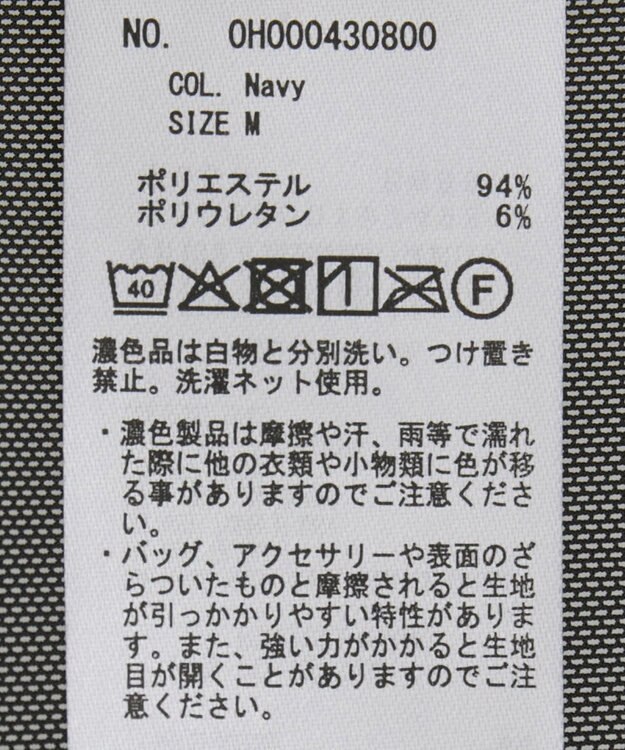 NO. 0H000430800
COL. Navy
SIZE M
ポリエステル 94%
ポリウレタン 6%
40 F
濃色品は白物と分別洗い。つけ置き
禁止。洗濯ネット使用。
・濃色製品は摩擦や汗、雨等で濡れ
た際に他の衣類や小物類に色が移
る事がありますのでご注意くださ
い。
・バッグ、アクセサリーや表面のざ
らついたものと摩擦されると生地
が引っかかりやすい特性がありま
す。また、強い力がかかると生地
目が開くことがありますのでご注
意ください。